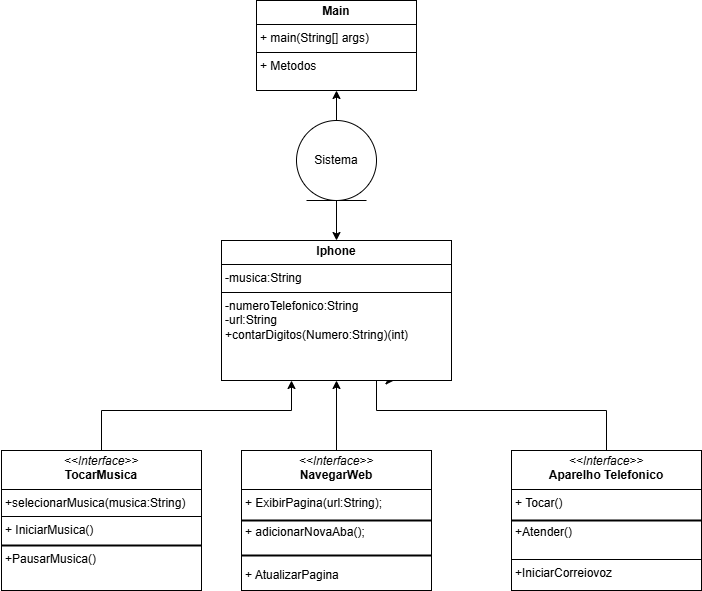 Main
+ main(String[] args)
+ Metodos
Sistema
Iphone
-musica:String
-numeroTelefonico:String
-url:String
+contarDigitos(Numero:String)(int)
<<Interface>>
TocarMusica
+selecionarMusica(musica:String)
+ IniciarMusica()
+PausarMusica()
<<Interface>>
NavegarWeb
+ ExibirPagina(url:String);
+ adicionarNovaAba();
+ AtualizarPagina
<<Interface>>
Aparelho Telefonico
+ Tocar()
+Atender()
+IniciarCorreiovoz